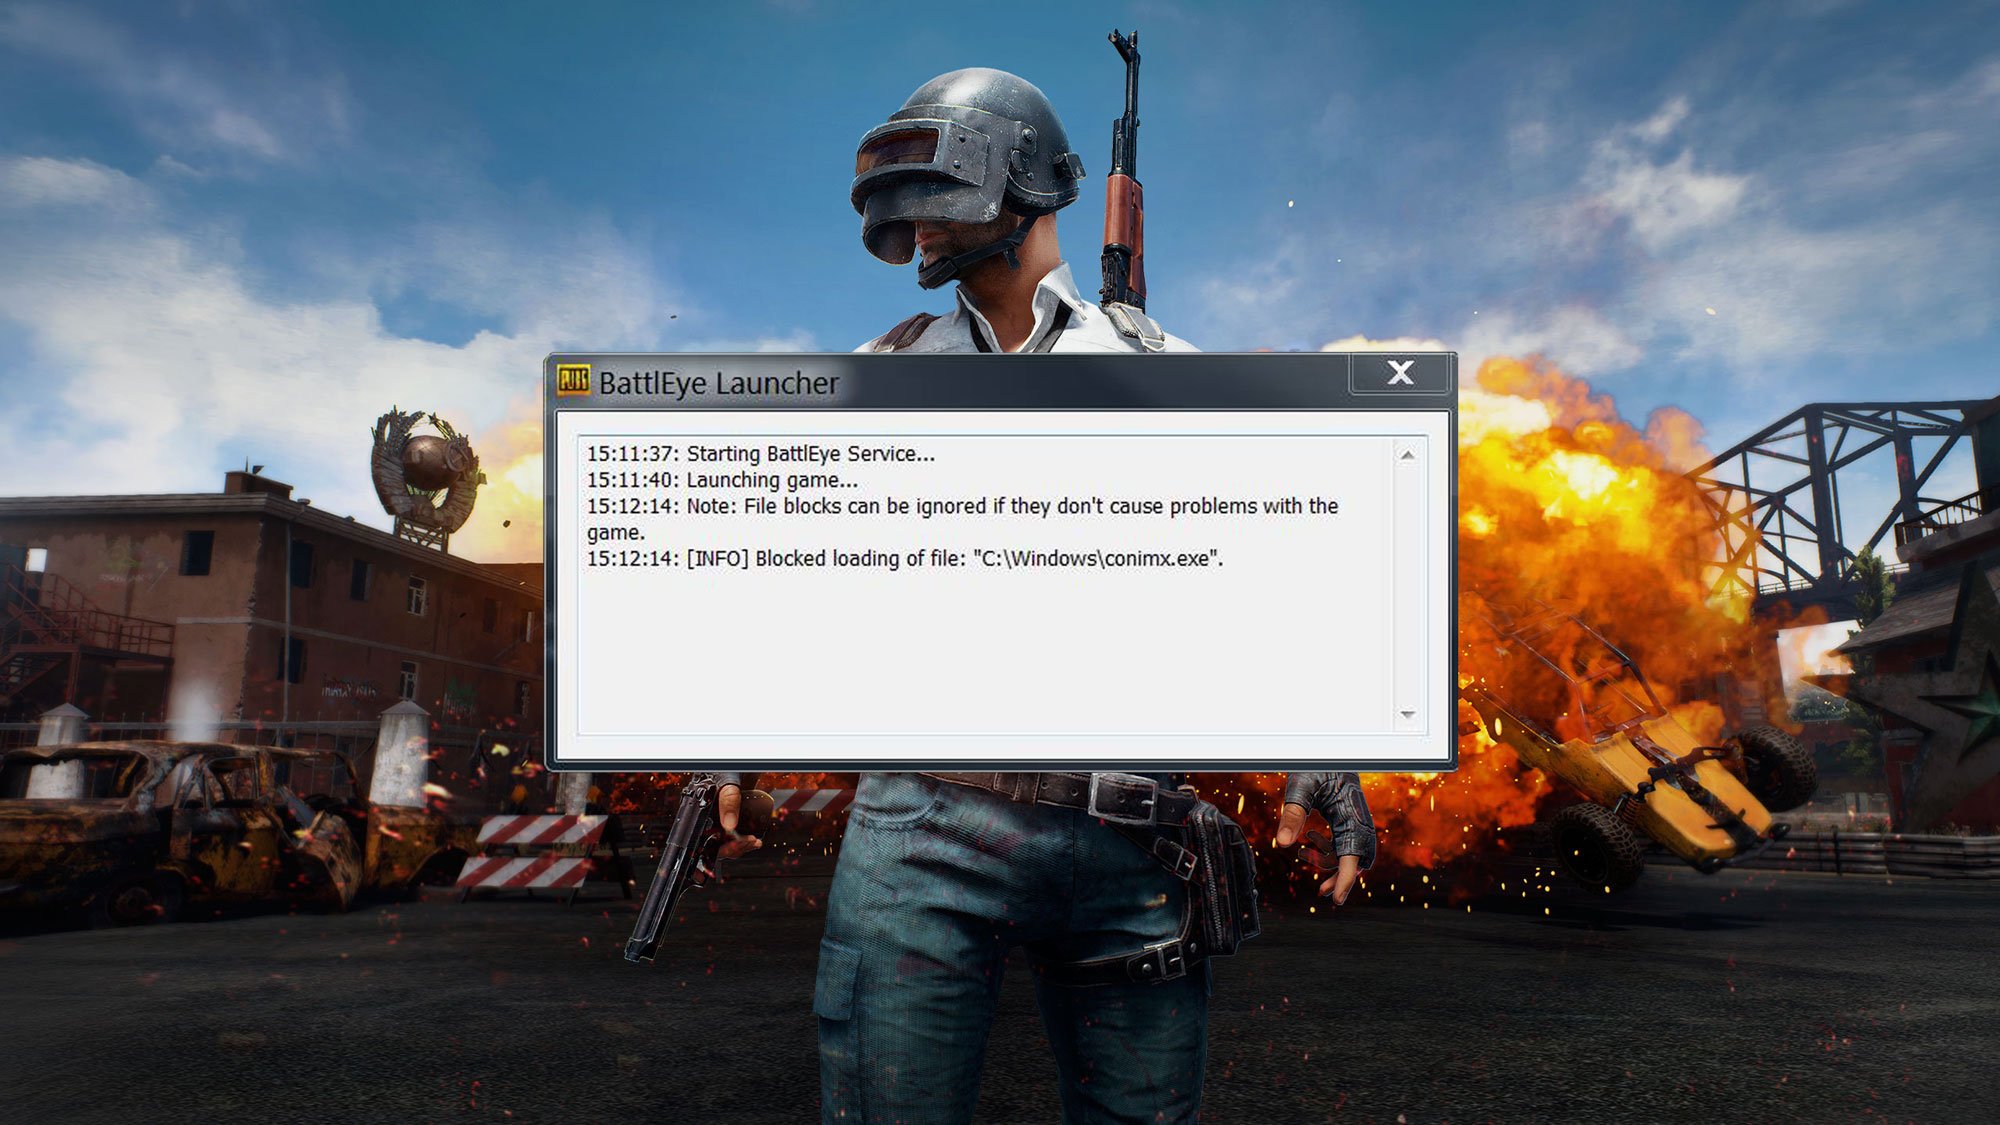 PUBG
BattlEye Launcher
15:11:37: Starting BattlEye Service...
15:11:40: Launching game...
15:12:14: Note: File blocks can be ignored if they don't cause problems with the
game.
15:12:14: [INFO] Blocked loading of file: "C:\Windows\conimx.exe".